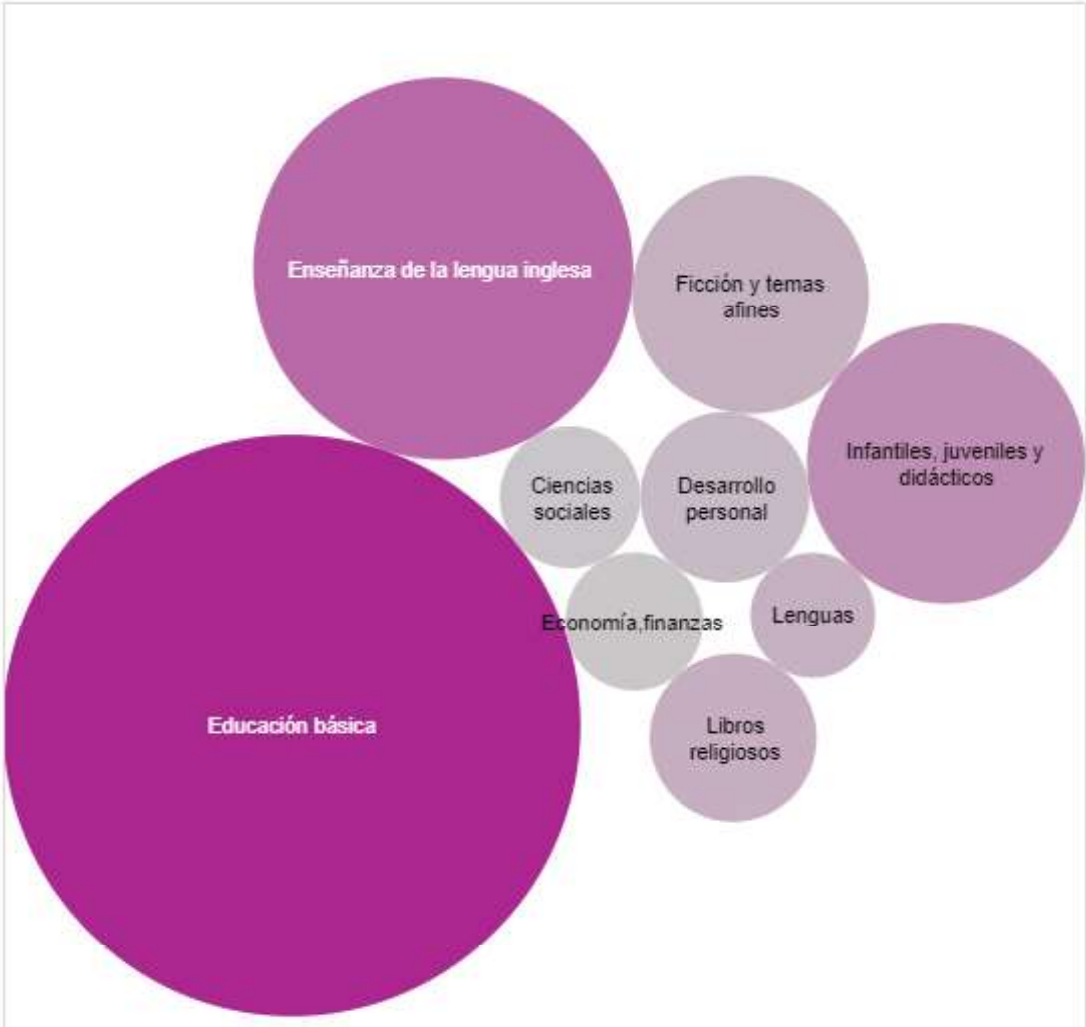 Enseñanza de la lengua inglesa
Ficción y temas
afines
Infantiles, juveniles y
didácticos
Ciencias
sociales
Desarrollo
personal
Economía,finanzas
Lenguas
Educación básica
Libros
religiosos